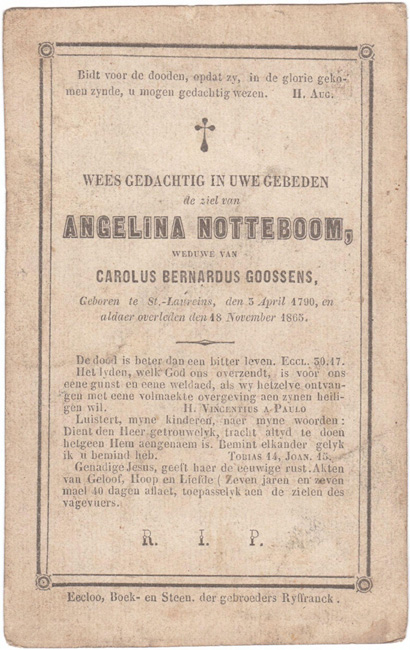 Bidt voor de dooden, opdat zy, in de glorie geko-
men zynde, u mogen gedachtig wezen. H. Aug.
WEES GEDACHTIG IN UWE GEBEDEN
de ziel van
ANGELINA NOTTEBOOM,
WEDUWE VAN
CAROLUS BERNARDUS GOOSSENS,
Geboren te St.-Laureins, den 3 April 1790, en
aldaer overleden den 18 November 1865.
De dood is beter dan een bitter leven. Eccl. 30.17.
Het lyden, welk God ons overzendt, is voor ons
eene gunst en eene weldaed, als wy hetzelve ontvan-
gen met eene volmaekte overgeving aen zynen heili-
gen wil. H. Vincentius a Paulo
Luistert, myne kinderen, naer myne woorden:
Dient den Heer getrouwelyk, tracht altyd te doen
hetgeen Hem aengenaem is. Bemint elkander gelyk
ik u bemind heb. Tobias 14, Joan. 15.
Genadige Jesus, geeft haer de eeuwige rust. Akten
van Geloof, Hoop en Liefde ( Zeven jaren en zeven
mael 40 dagen aflaet, toepasselyk aen de zielen des
vagevuers.
R. I. P.
Eecloo, Boek- en Steen. der gebroeders Ryffranck.